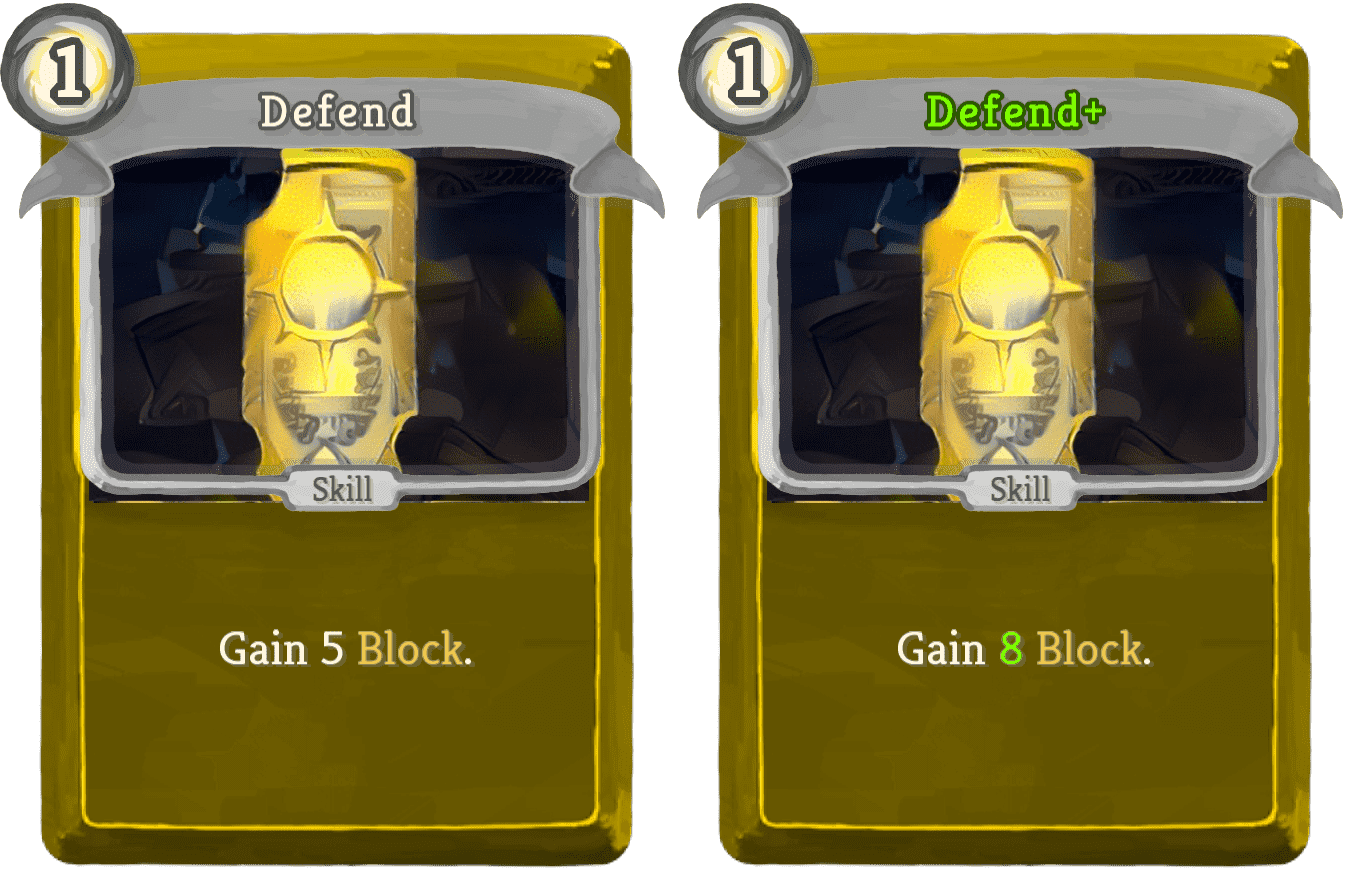 1
Defend
Skill
Gain 5 Block.
1
Defend+
Skill
Gain 8 Block.